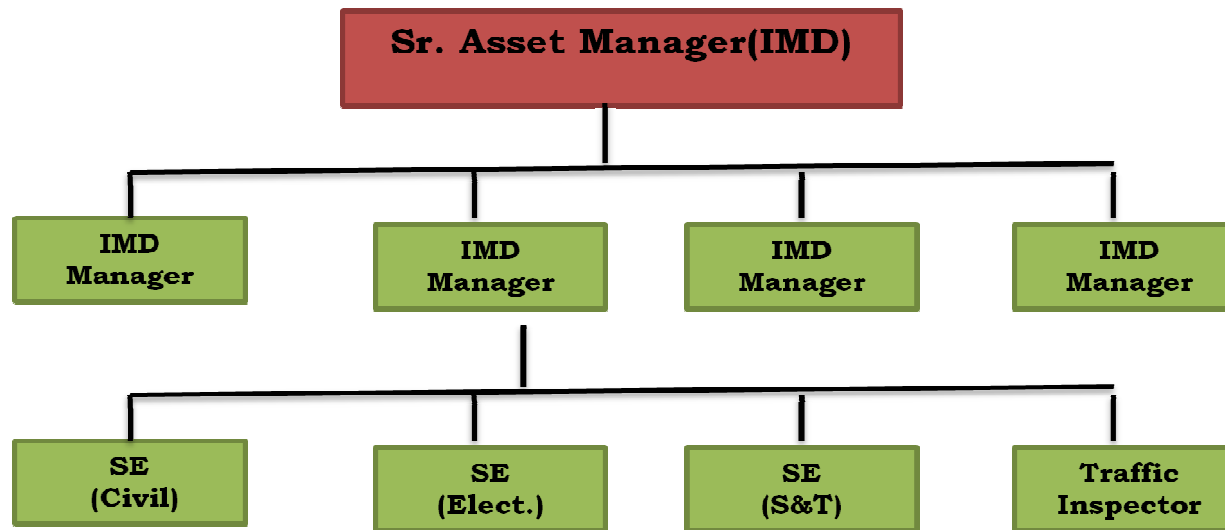 Sr. Asset Manager(IMD)
IMD
Manager
IMD
Manager
IMD
Manager
IMD
Manager
SE
(Civil)
SE
(Elect.)
SE
(S&T)
Traffic
Inspector